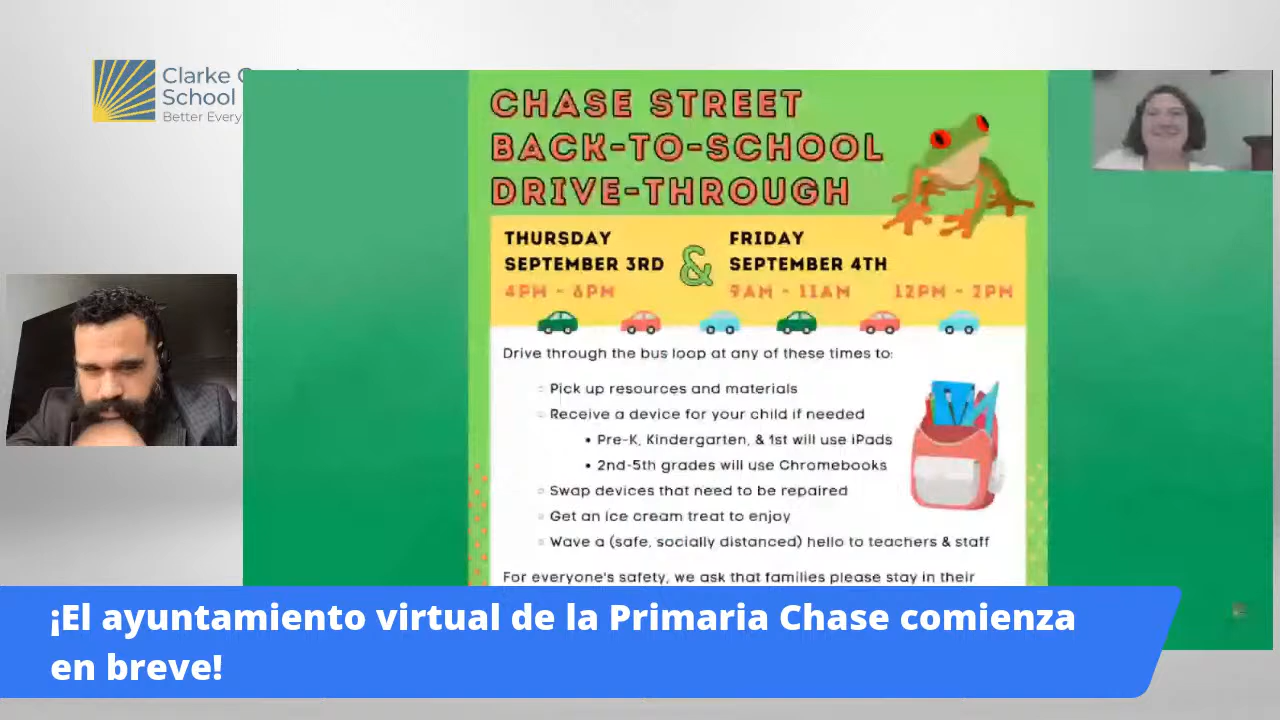 Clarke
School
Better Every
CHASE STREET
BACK-TO-SCHOOL
DRIVE-THROUGH
THURSDAY
SEPTEMBER 3RD
4PM - 6PM
&
FRIDAY
SEPTEMBER 4TH
9AM - 11AM 12PM - 2PM
Drive through the bus loop at any of these times to:
Pick up resources and materials
Receive a device for your child if needed
• Pre-K, Kindergarten, & 1st will use iPads
• 2nd-5th grades will use Chromebooks
Swap devices that need to be repaired
Get an ice cream treat to enjoy
Wave a (safe, socially distanced) hello to teachers & staff
For everyone's safety, we ask that families please stay in their
¡El ayuntamiento virtual de la Primaria Chase comienza
en breve!